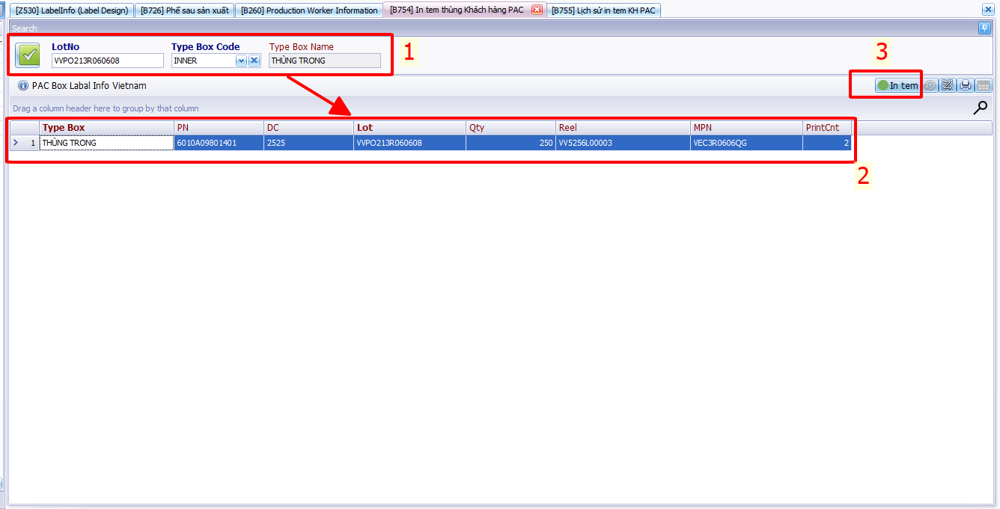 [Z530] LabelInfo (Label Design) [B726] Phế sau sản xuất [B260] Production Worker Information [B754] In tem thùng Khách hàng PAC [B755] Lịch sử in tem KH PAC
Search
LotNo Type Box Code Type Box Name 1 3
VVPO213R060608 INNER THÙNG TRONG
PAC Box Labal Info Vietnam In tem
Drag a column header here to group by that column
Type Box PN DC Lot Qty Reel MPN PrintCnt
1 THÙNG TRONG 6010A09801401 2525 VVPO213R060608 250 VV5256L00003 VEC3R0606QG 2
2